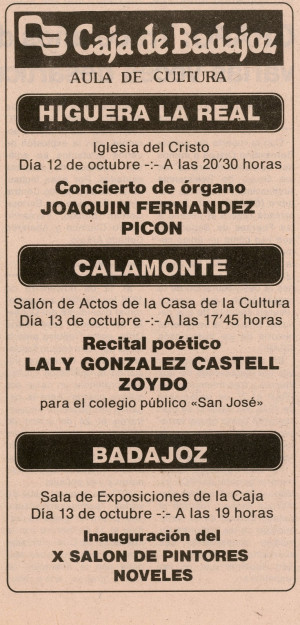 Caja de Badajoz
AULA DE CULTURA
HIGUERA LA REAL
Iglesia del Cristo
Día 12 de octubre -:- A las 20'30 horas
Concierto de órgano
JOAQUIN FERNANDEZ
PICON
CALAMONTE
Salón de Actos de la Casa de la Cultura
Día 13 de octubre -:- A las 17'45 horas
Recital poético
LALY GONZALEZ CASTELL
ZOYDO
para el colegio público «San José»
BADAJOZ
Sala de Exposiciones de la Caja
Día 13 de octubre -:- A las 19 horas
Inauguración del
X SALON DE PINTORES
NOVELES